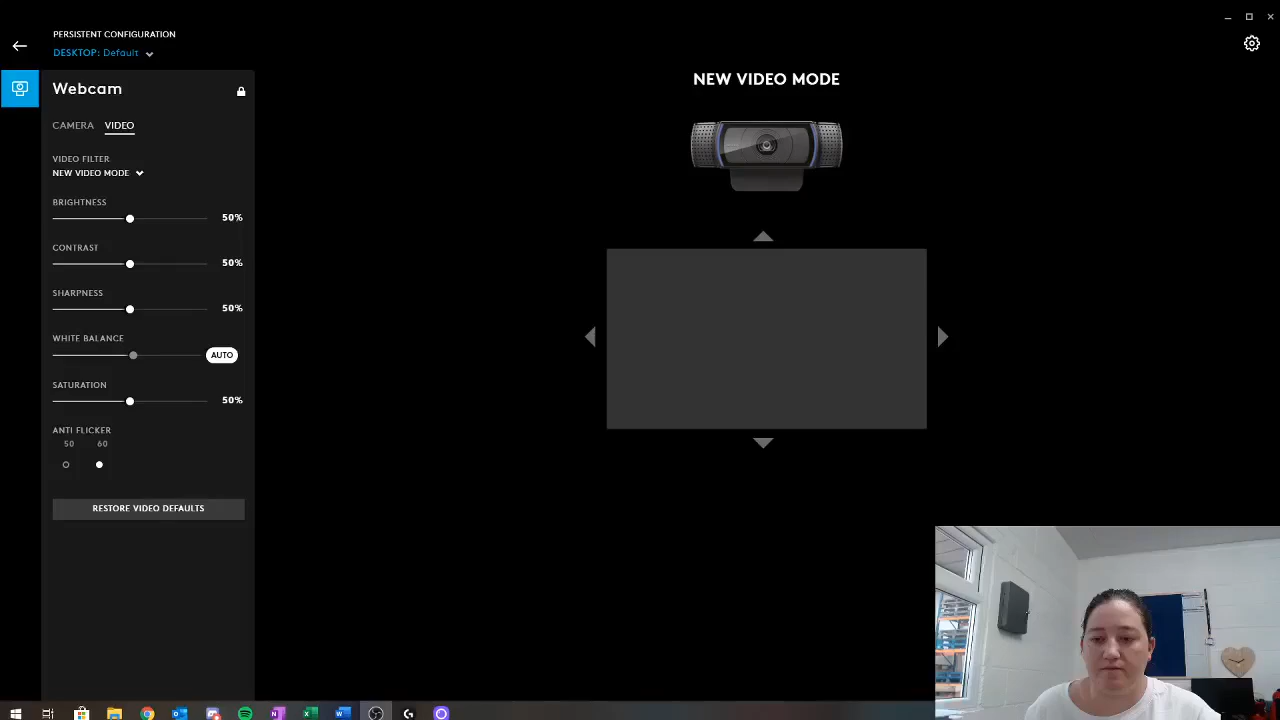 PERSISTENT CONFIGURATION
DESKTOP: Default
Webcam
CAMERA VIDEO
VIDEO FILTER
NEW VIDEO MODE
BRIGHTNESS
50%
CONTRAST
50%
SHARPNESS
50%
WHITE BALANCE
AUTO
SATURATION
50%
ANTI FLICKER
50 60
RESTORE VIDEO DEFAULTS
NEW VIDEO MODE